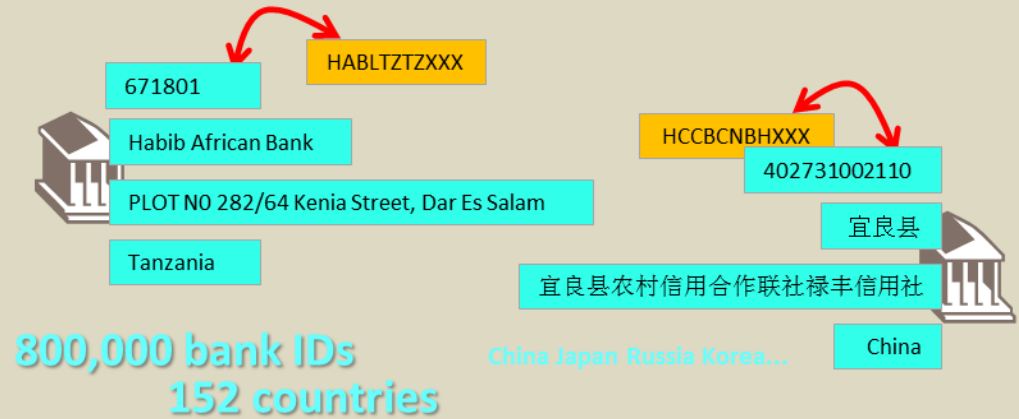 HABLTZTZXXX
671801
Habib African Bank
PLOT N0 282/64 Kenia Street, Dar Es Salam
Tanzania
HCCBCNBHXXX
402731002110
宜良县
宜良县农村信用合作联社禄丰信用社
China
800,000 bank IDs
152 countries
China Japan Russia Korea...